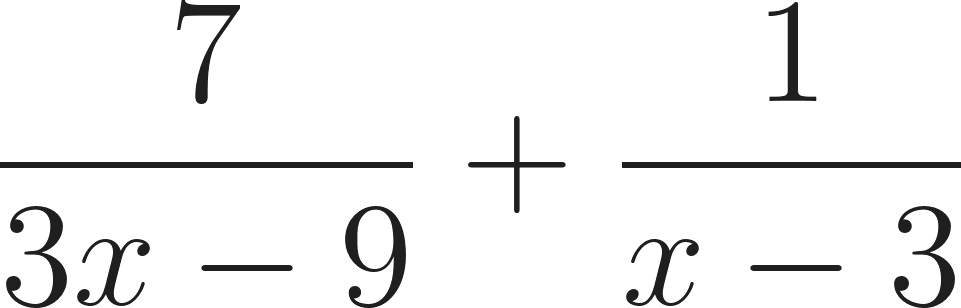 7/(3x − 9) + 1/(x − 3)